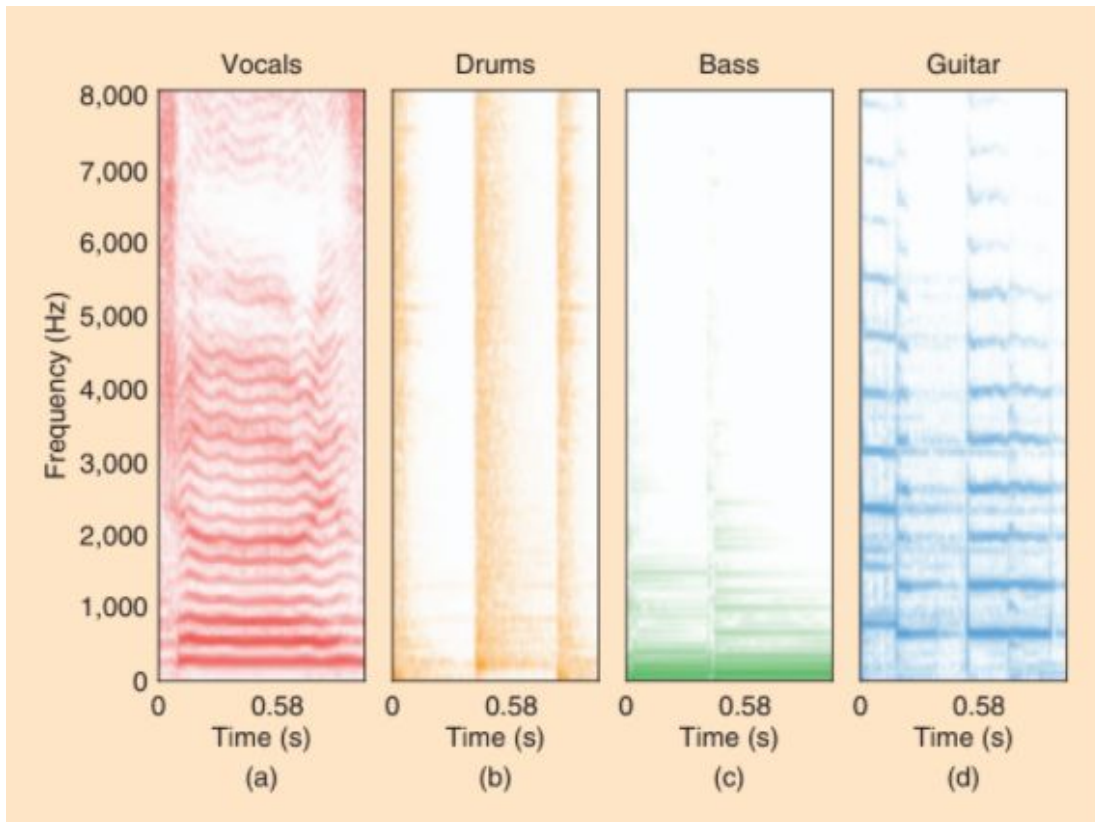 Vocals Drums Bass Guitar
8,000
7,000
6,000
5,000
4,000
3,000
2,000
1,000
0
Frequency (Hz)
0 0.58 0 0.58 0 0.58 0 0.58
Time (s) Time (s) Time (s) Time (s)
(a) (b) (c) (d)